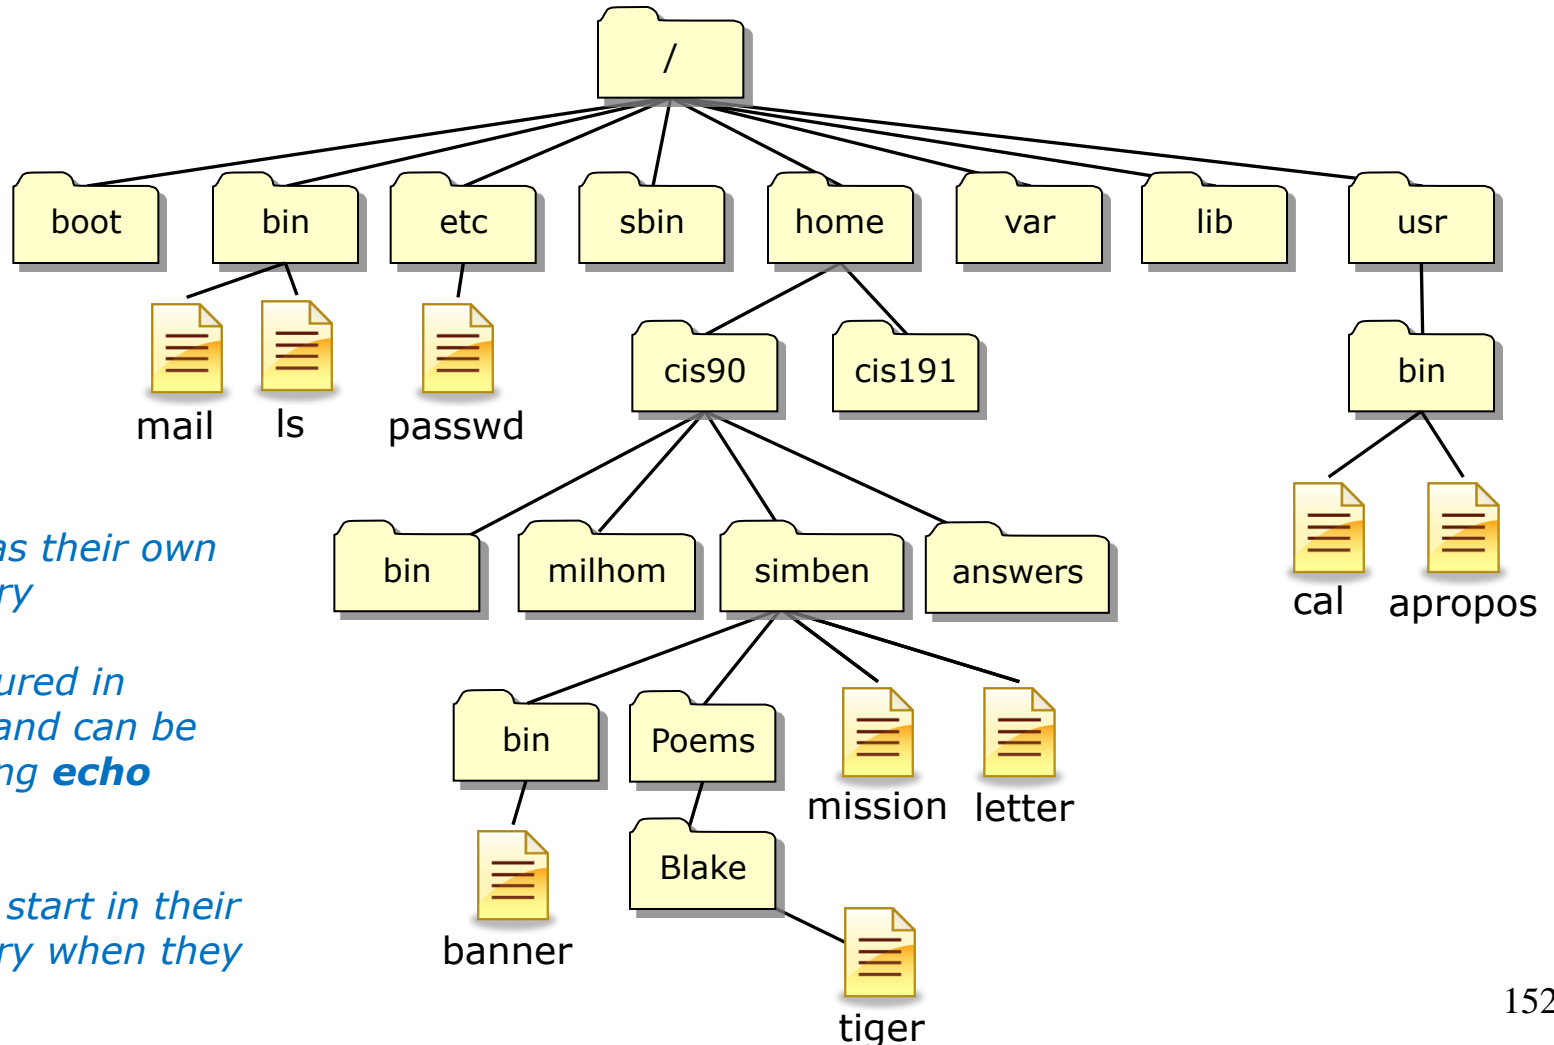 /
boot bin etc sbin home var lib usr
mail ls passwd
cis90 cis191 bin
cal apropos
bin milhom simben answers
as their own
ry
ured in
and can be
ng echo
start in their
ry when they
bin Poems mission letter
banner
Blake
tiger
152